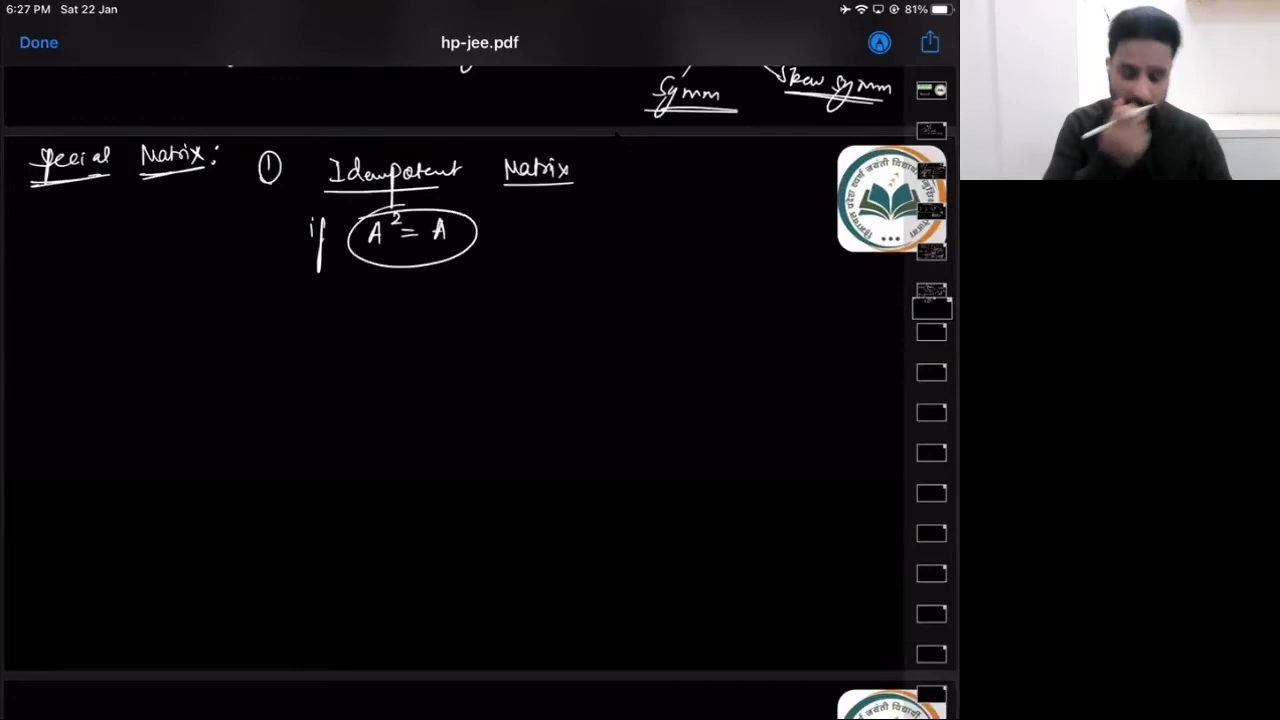 6:27 PM Sat 22 Jan
81%
Done
hp-jee.pdf
Symm
Skew symm
Special Matrix: ① Idempotent Matrix
if A² = A